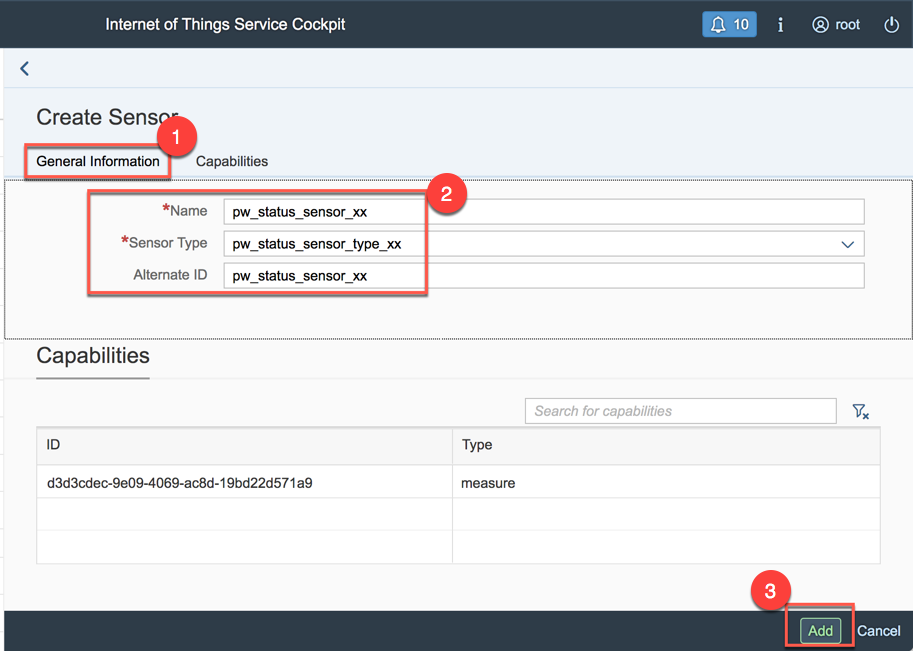 Internet of Things Service Cockpit 10 i root
Create Sensor
1
General Information Capabilities
2
*Name pw_status_sensor_xx
*Sensor Type pw_status_sensor_type_xx
Alternate ID pw_status_sensor_xx
Capabilities
Search for capabilities
ID Type
d3d3cdec-9e09-4069-ac8d-19bd22d571a9 measure
3
Add Cancel